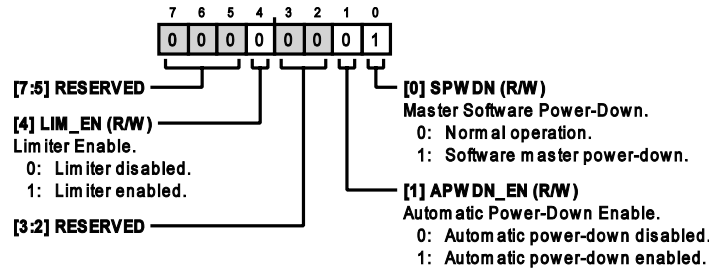 7 6 5 4 3 2 1 0
0 0 0 0 0 0 0 1
[7:5] RESERVED
[4] LIM_EN (R/W)
Limiter Enable.
0: Limiter disabled.
1: Limiter enabled.
[3:2] RESERVED
[0] SPWDN (R/W)
Master Software Power-Down.
0: Normal operation.
1: Software master power-down.
[1] APWDN_EN (R/W)
Automatic Power-Down Enable.
0: Automatic power-down disabled.
1: Automatic power-down enabled.